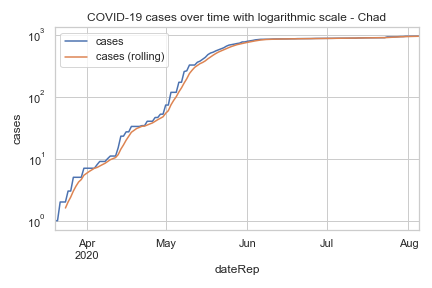 COVID-19 cases over time with logarithmic scale - Chad
cases
cases (rolling)
10³
10²
10¹
10⁰
cases
Apr
2020
May
Jun
Jul
Aug
dateRep